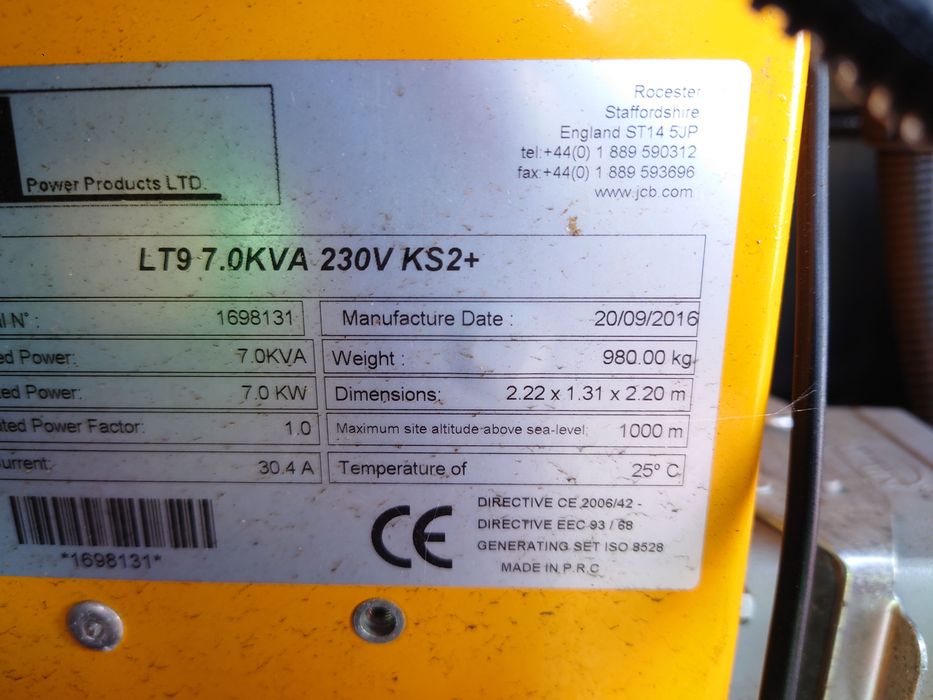 Power Products LTD.
Rocester
Staffordshire
England ST14 5JP
tel:+44(0) 1 889 590312
fax:+44(0) 1 889 593696
www.jcb.com
LT9 7.0KVA 230V KS2+
N°: 1698131
Manufacture Date : 20/09/2016
Power: 7.0KVA
Weight : 980.00 kg
Power: 7.0 KW
Dimensions: 2.22 x 1.31 x 2.20 m
Power Factor: 1.0
Maximum site altitude above sea-level: 1000 m
30.4 A
Temperature of 25° C
*1698131*
CE
DIRECTIVE CE 2006/42 -
DIRECTIVE EEC 93 / 68
GENERATING SET ISO 8528
MADE IN P.R.C